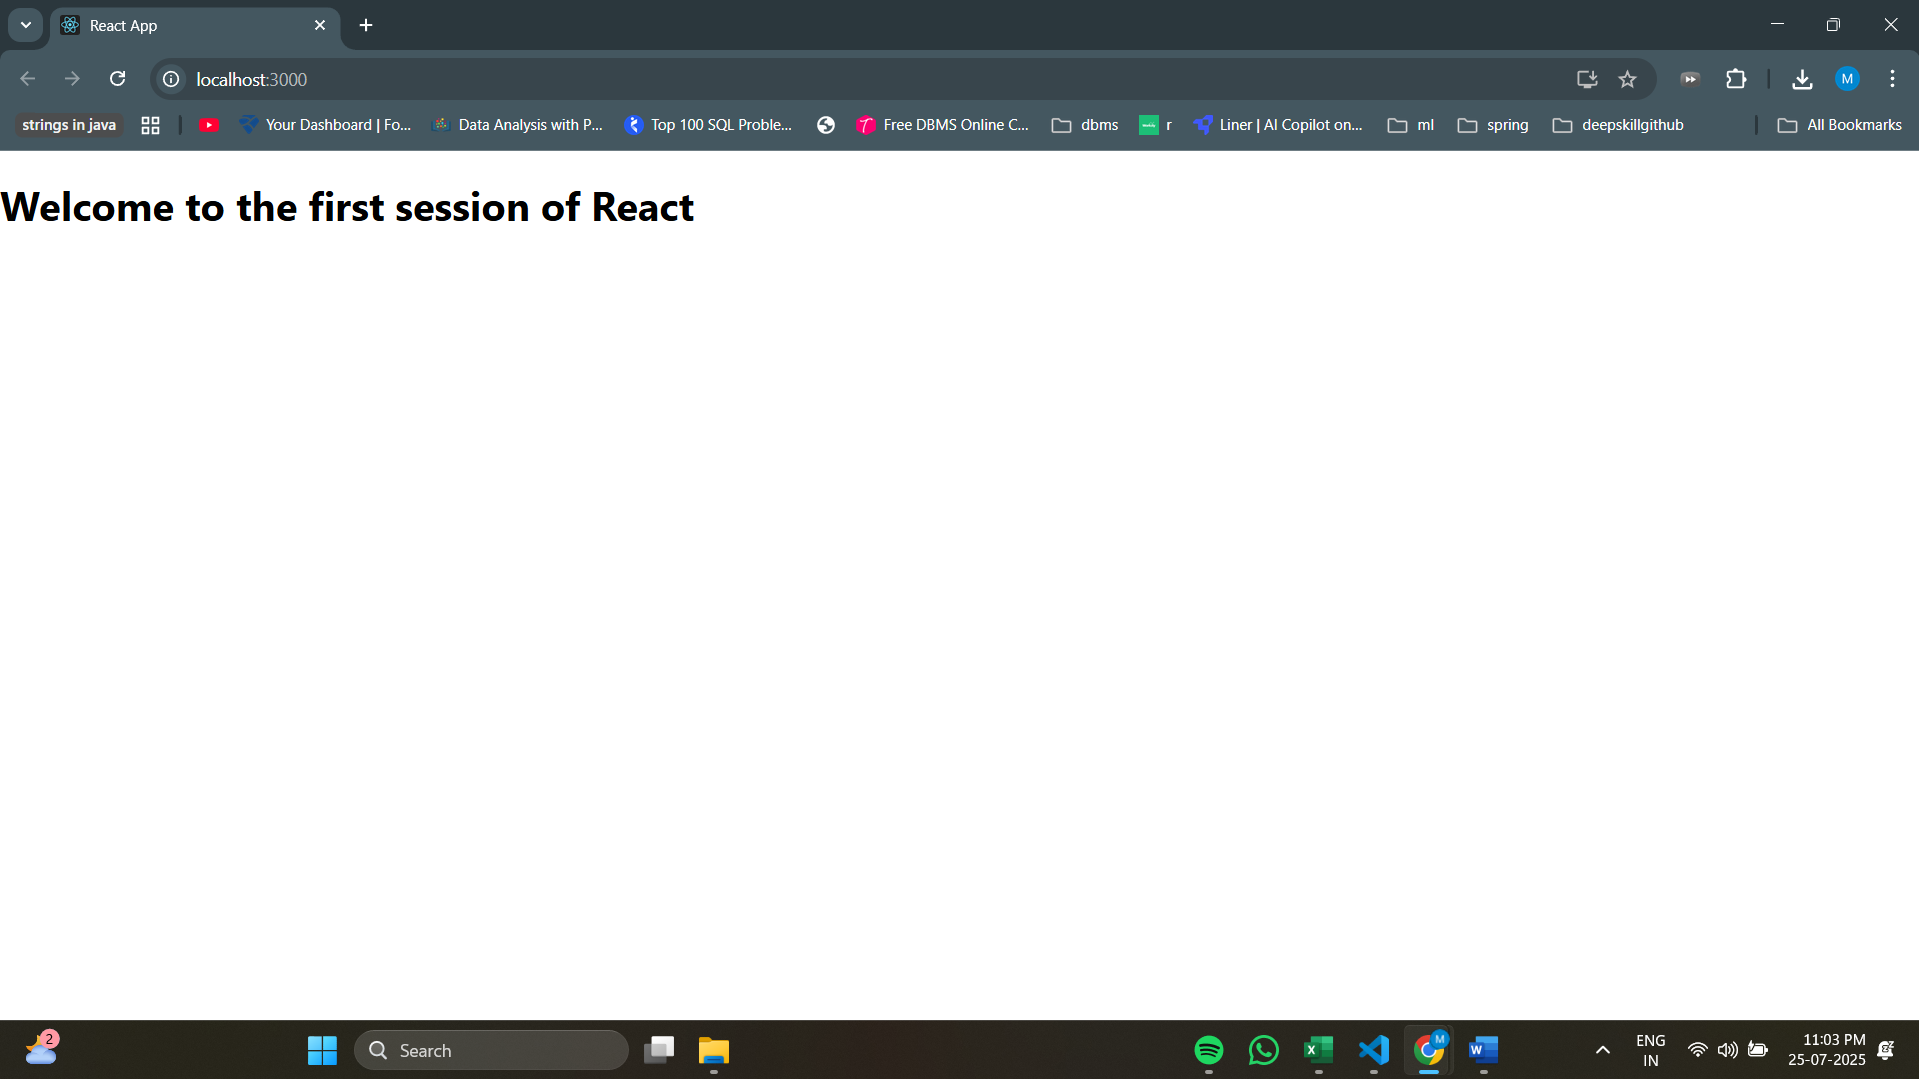 React App
localhost:3000
strings in java
Your Dashboard | Fo...
Data Analysis with P...
Top 100 SQL Proble...
Free DBMS Online C...
dbms
r
Liner | AI Copilot on...
ml
spring
deepskillgithub
All Bookmarks
M
Welcome to the first session of React
2
Search
M
ENG
IN
11:03 PM
25-07-2025